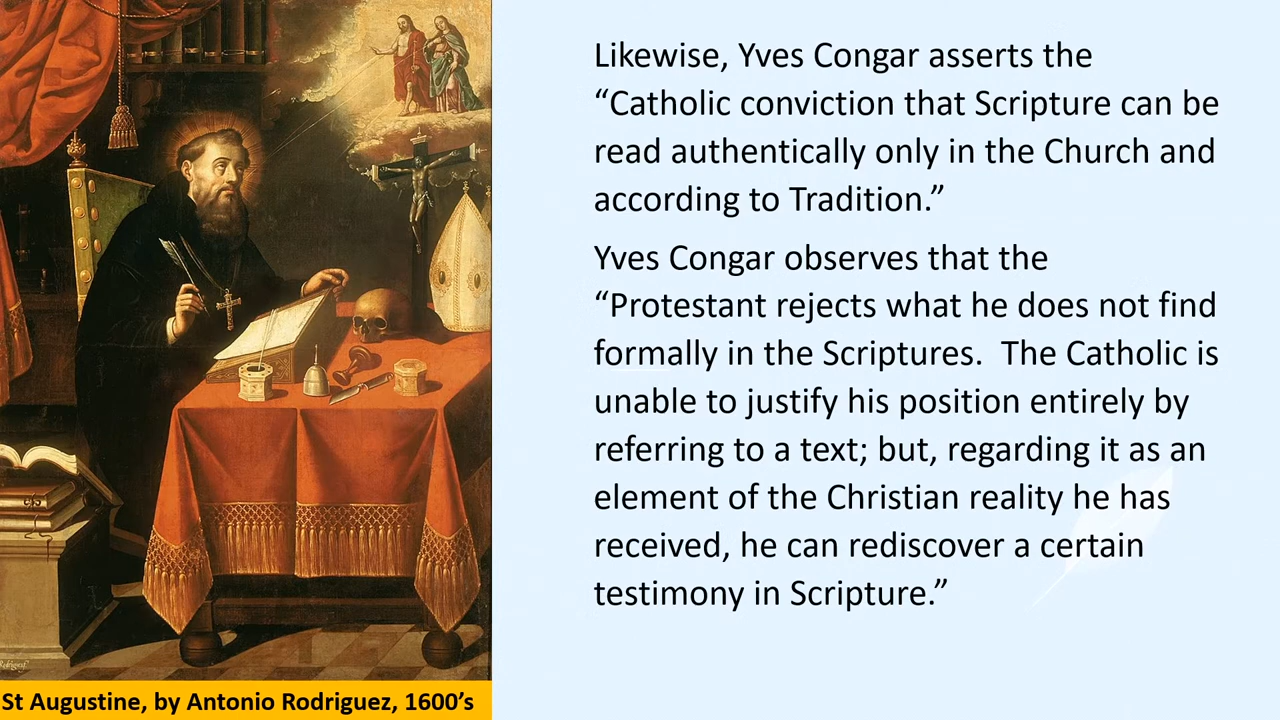 Likewise, Yves Congar asserts the
“Catholic conviction that Scripture can be
read authentically only in the Church and
according to Tradition.”
Yves Congar observes that the
“Protestant rejects what he does not find
formally in the Scriptures.  The Catholic is
unable to justify his position entirely by
referring to a text; but, regarding it as an
element of the Christian reality he has
received, he can rediscover a certain
testimony in Scripture.”
St Augustine, by Antonio Rodriguez, 1600’s